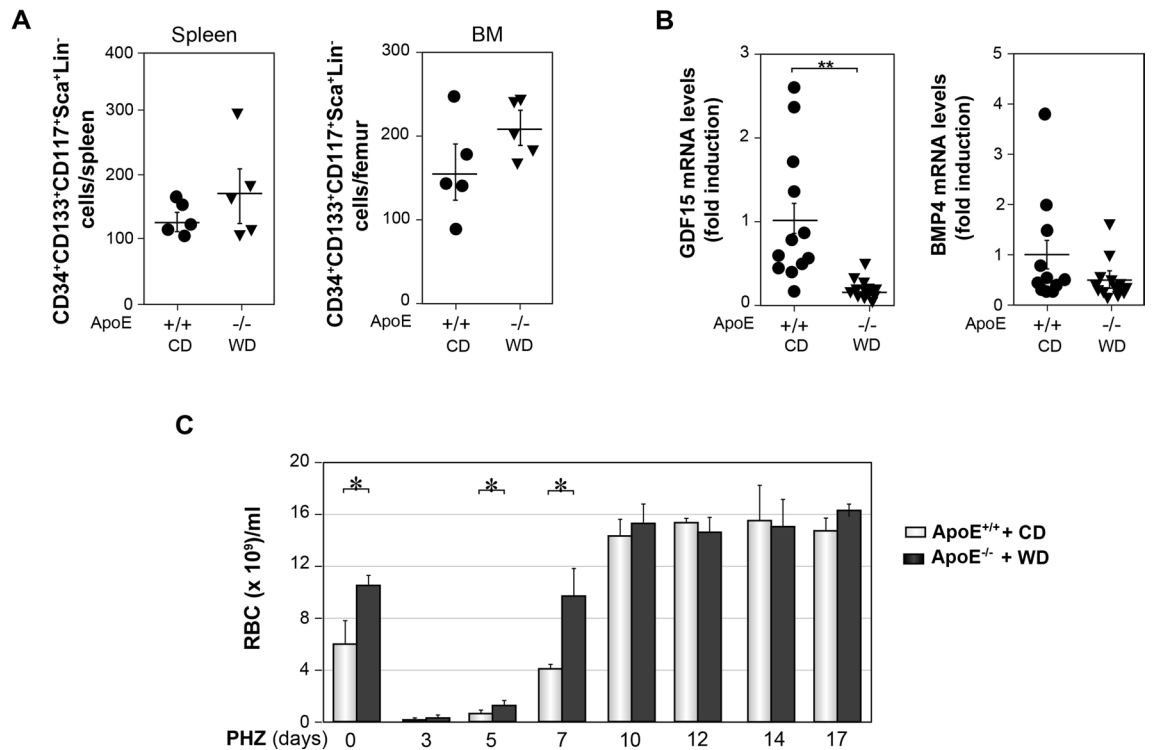 A
Spleen
CD34⁺CD133⁺CD117⁺Sca⁺Lin⁻
cells/spleen
400
300
200
100
0
ApoE +/+ -/-
CD WD
BM
CD34⁺CD133⁺CD117⁺Sca⁺Lin⁻
cells/femur
300
200
100
0
ApoE +/+ -/-
CD WD
B
GDF15 mRNA levels
(fold induction)
3
2
1
0
**
ApoE +/+ -/-
CD WD
BMP4 mRNA levels
(fold induction)
5
4
3
2
1
0
ApoE +/+ -/-
CD WD
C
RBC (x 10⁹)/ml
20
16
12
8
4
0
* * *
PHZ (days) 0 3 5 7 10 12 14 17
ApoE⁺/⁺ + CD
ApoE⁻/⁻ + WD